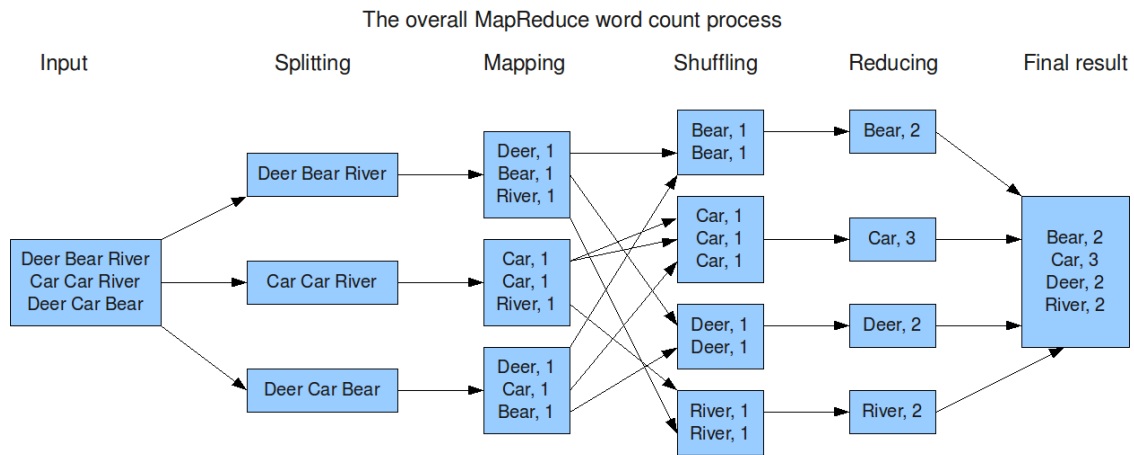 The overall MapReduce word count process
Input
Splitting
Mapping
Shuffling
Reducing
Final result
Deer Bear River
Car Car River
Deer Car Bear
Deer Bear River
Car Car River
Deer Car Bear
Deer, 1
Bear, 1
River, 1
Car, 1
Car, 1
River, 1
Deer, 1
Car, 1
Bear, 1
Bear, 1
Bear, 1
Car, 1
Car, 1
Car, 1
Deer, 1
Deer, 1
River, 1
River, 1
Bear, 2
Car, 3
Deer, 2
River, 2
Bear, 2
Car, 3
Deer, 2
River, 2